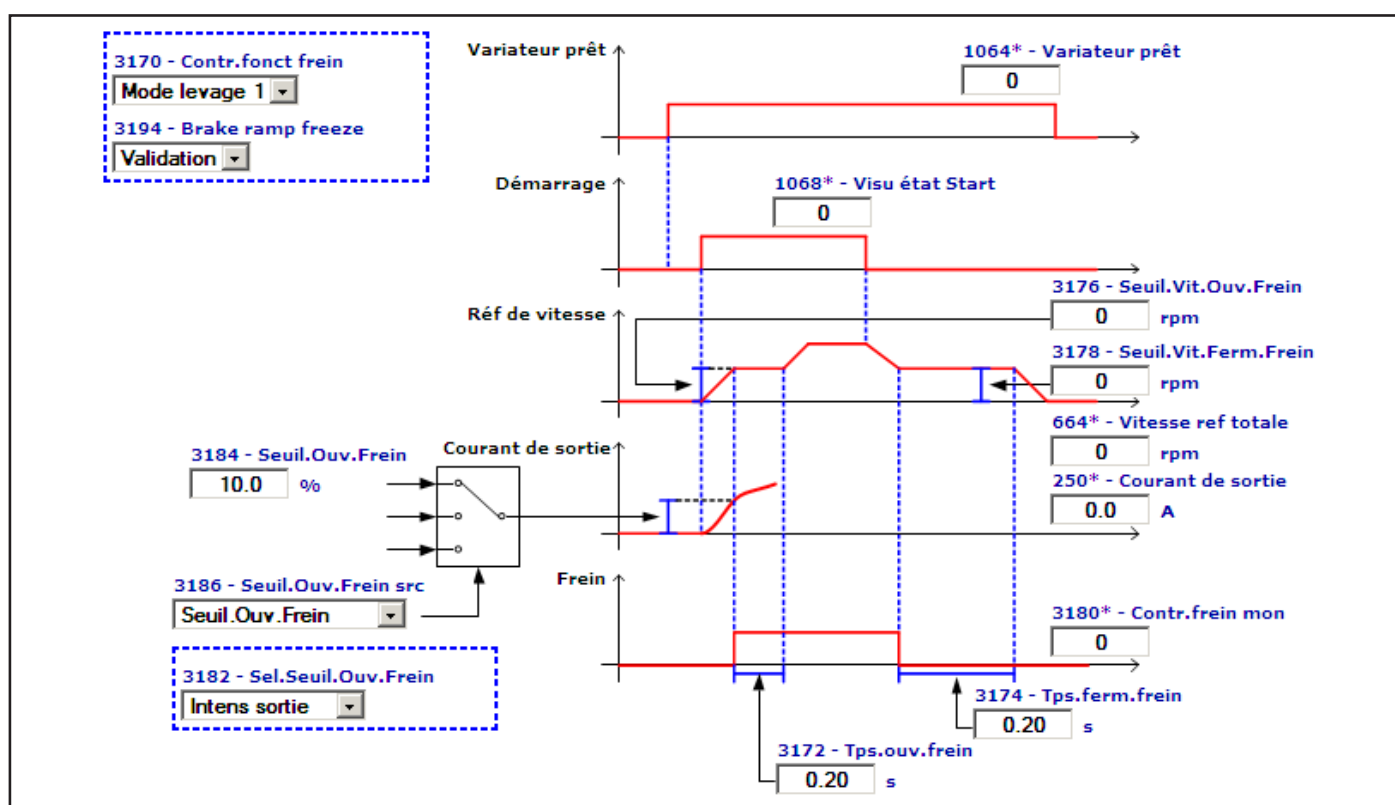 3170 - Contr.fonct frein
Mode levage 1
3194 - Brake ramp freeze
Validation
Variateur prêt
1064* - Variateur prêt
0
Démarrage
1068* - Visu état Start
0
Réf de vitesse
3176 - Seuil.Vit.Ouv.Frein
0 rpm
3178 - Seuil.Vit.Ferm.Frein
0 rpm
664* - Vitesse ref totale
0 rpm
Courant de sortie
3184 - Seuil.Ouv.Frein
10.0 %
250* - Courant de sortie
0.0 A
3186 - Seuil.Ouv.Frein src
Seuil.Ouv.Frein
Frein
3180* - Contr.frein mon
0
3182 - Sel.Seuil.Ouv.Frein
Intens sortie
3174 - Tps.ferm.frein
0.20 s
3172 - Tps.ouv.frein
0.20 s